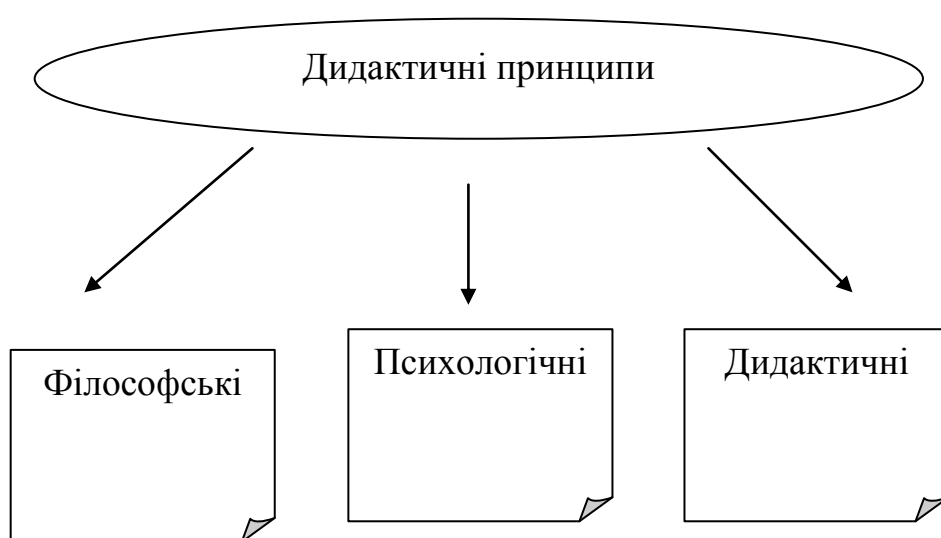 Дидактичні принципи
Філософські
Психологічні
Дидактичні